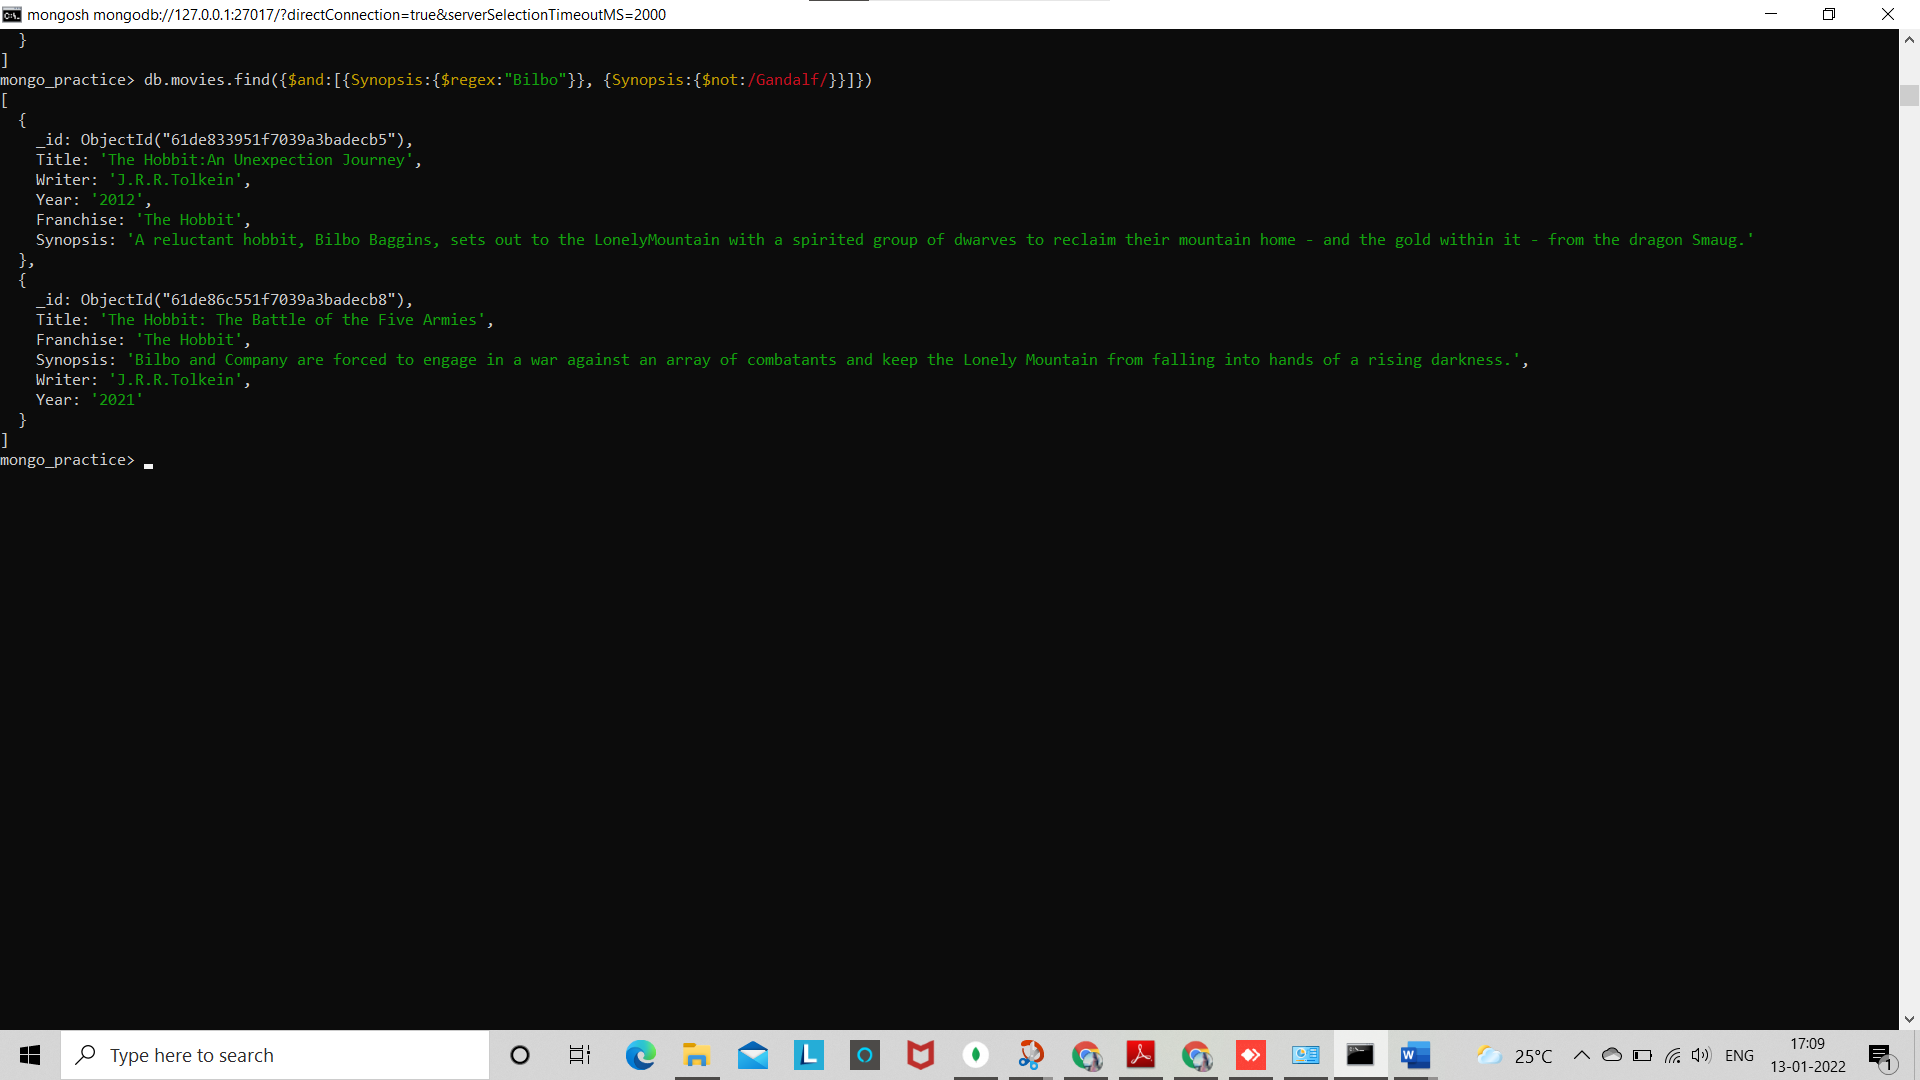 mongosh mongodb://127.0.0.1:27017/?directConnection=true&serverSelectionTimeoutMS=2000
  }
]
mongo_practice> db.movies.find({$and:[{Synopsis:{$regex:"Bilbo"}}, {Synopsis:{$not:/Gandalf/}}]})
[
  {
    _id: ObjectId("61de833951f7039a3badecb5"),
    Title: 'The Hobbit:An Unexpection Journey',
    Writer: 'J.R.R.Tolkein',
    Year: '2012',
    Franchise: 'The Hobbit',
    Synopsis: 'A reluctant hobbit, Bilbo Baggins, sets out to the LonelyMountain with a spirited group of dwarves to reclaim their mountain home - and the gold within it - from the dragon Smaug.'
  },
  {
    _id: ObjectId("61de86c551f7039a3badecb8"),
    Title: 'The Hobbit: The Battle of the Five Armies',
    Franchise: 'The Hobbit',
    Synopsis: 'Bilbo and Company are forced to engage in a war against an array of combatants and keep the Lonely Mountain from falling into hands of a rising darkness.',
    Writer: 'J.R.R.Tolkein',
    Year: '2021'
  }
]
mongo_practice>
Type here to search
L
W
25°C
ENG
17:09
13-01-2022
1